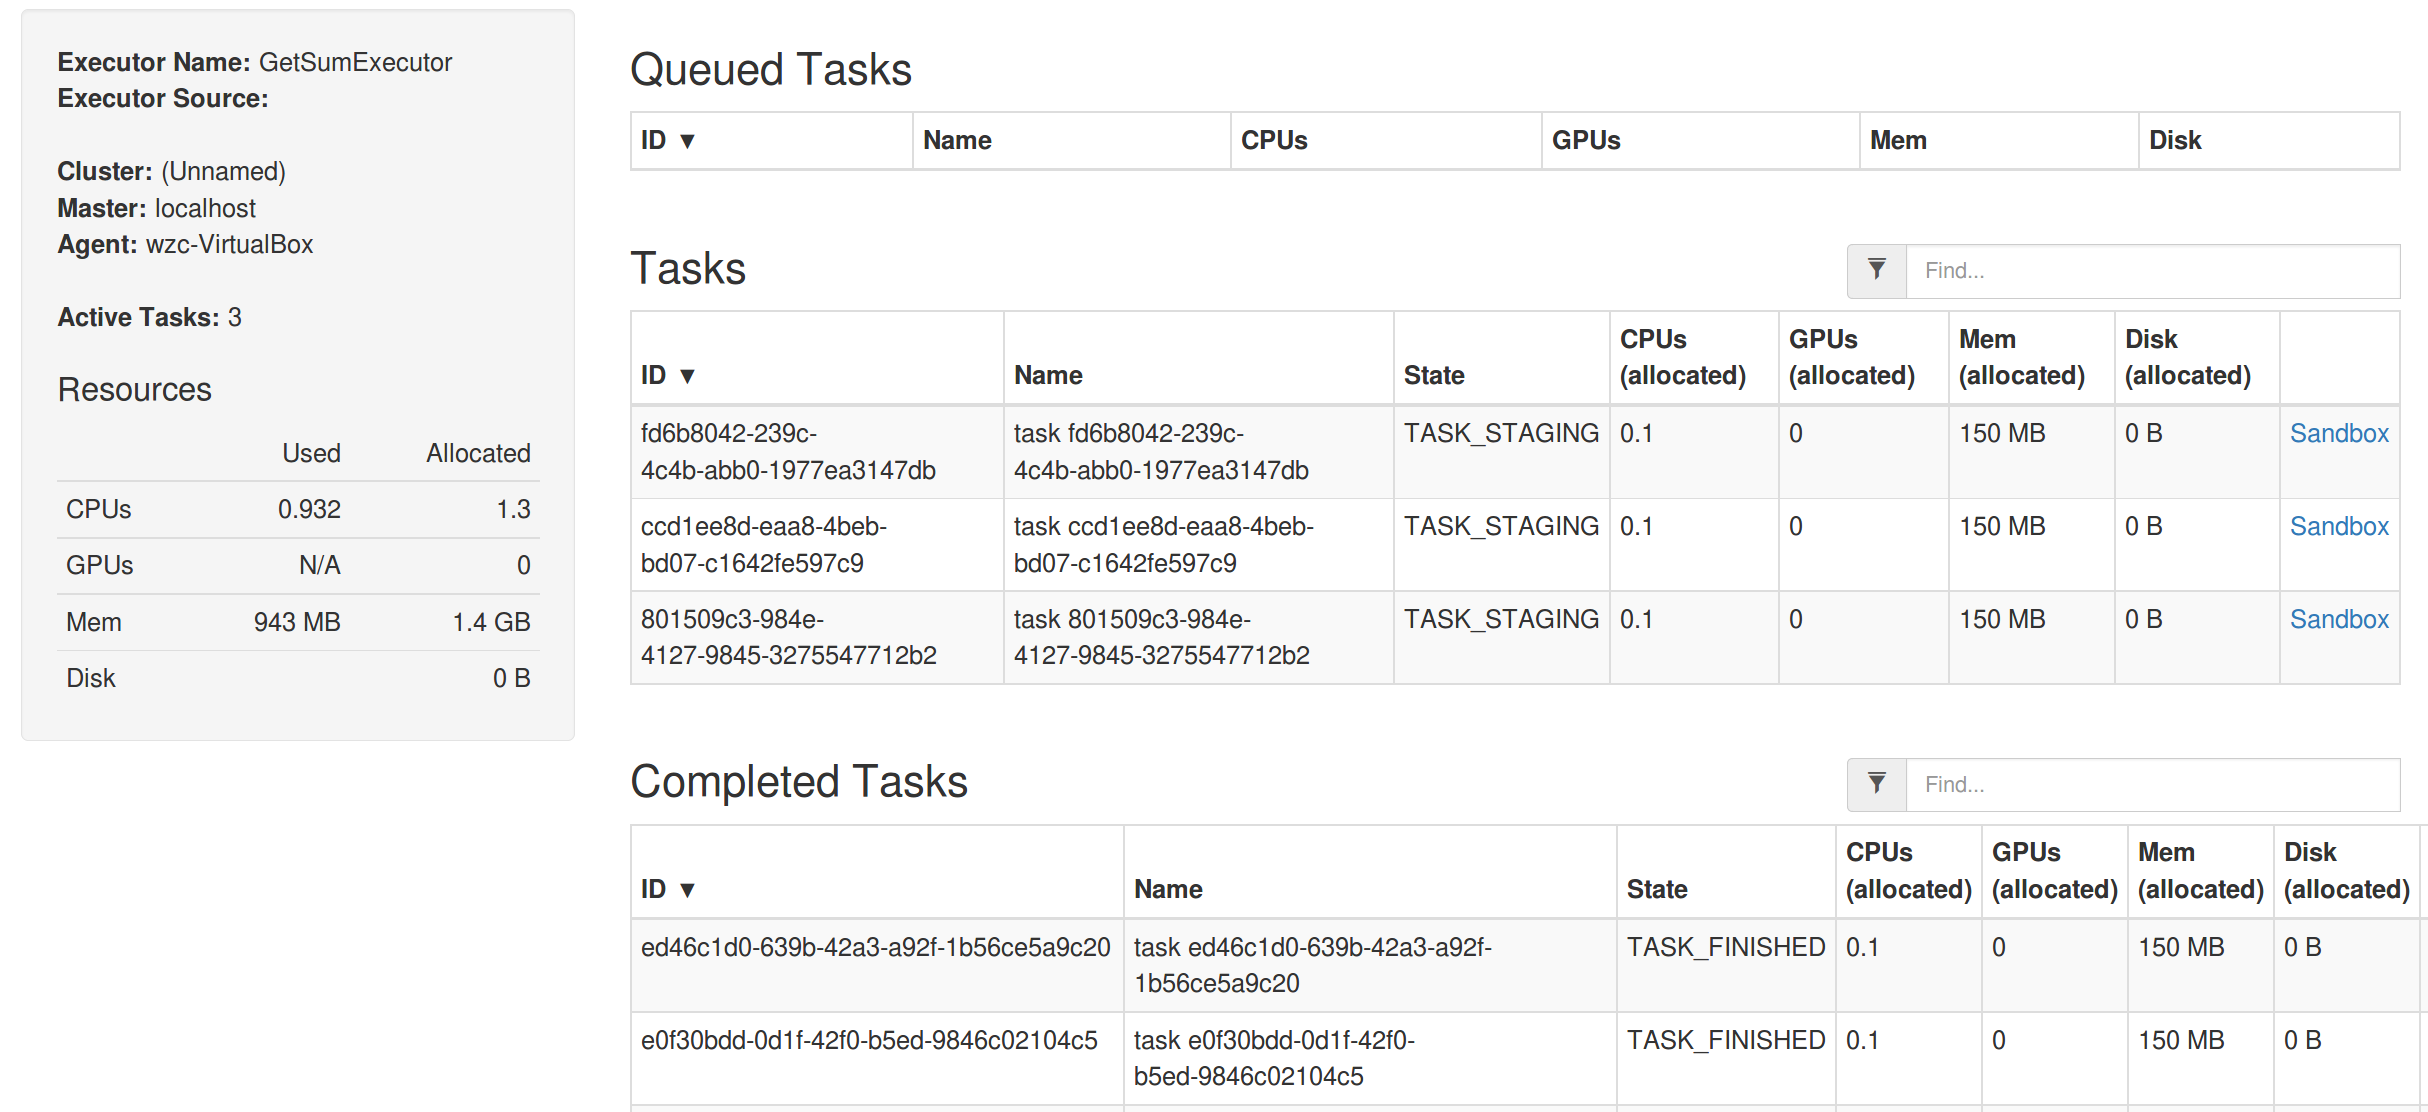 Executor Name: GetSumExecutor
Executor Source:
Cluster: (Unnamed)
Master: localhost
Agent: wzc-VirtualBox
Active Tasks: 3
Resources
Used Allocated
CPUs 0.932 1.3
GPUs N/A 0
Mem 943 MB 1.4 GB
Disk 0 B
Queued Tasks
ID ▼ Name CPUs GPUs Mem Disk
Tasks
Find...
ID ▼ Name State CPUs (allocated) GPUs (allocated) Mem (allocated) Disk (allocated)
fd6b8042-239c- task fd6b8042-239c- TASK_STAGING 0.1 0 150 MB 0 B Sandbox
4c4b-abb0-1977ea3147db 4c4b-abb0-1977ea3147db
ccd1ee8d-eaa8-4beb- task ccd1ee8d-eaa8-4beb- TASK_STAGING 0.1 0 150 MB 0 B Sandbox
bd07-c1642fe597c9 bd07-c1642fe597c9
801509c3-984e- task 801509c3-984e- TASK_STAGING 0.1 0 150 MB 0 B Sandbox
4127-9845-3275547712b2 4127-9845-3275547712b2
Completed Tasks
Find...
ID ▼ Name State CPUs (allocated) GPUs (allocated) Mem (allocated) Disk (allocated)
ed46c1d0-639b-42a3-a92f-1b56ce5a9c20 task ed46c1d0-639b-42a3-a92f- TASK_FINISHED 0.1 0 150 MB 0 B
1b56ce5a9c20
e0f30bdd-0d1f-42f0-b5ed-9846c02104c5 task e0f30bdd-0d1f-42f0- TASK_FINISHED 0.1 0 150 MB 0 B
b5ed-9846c02104c5